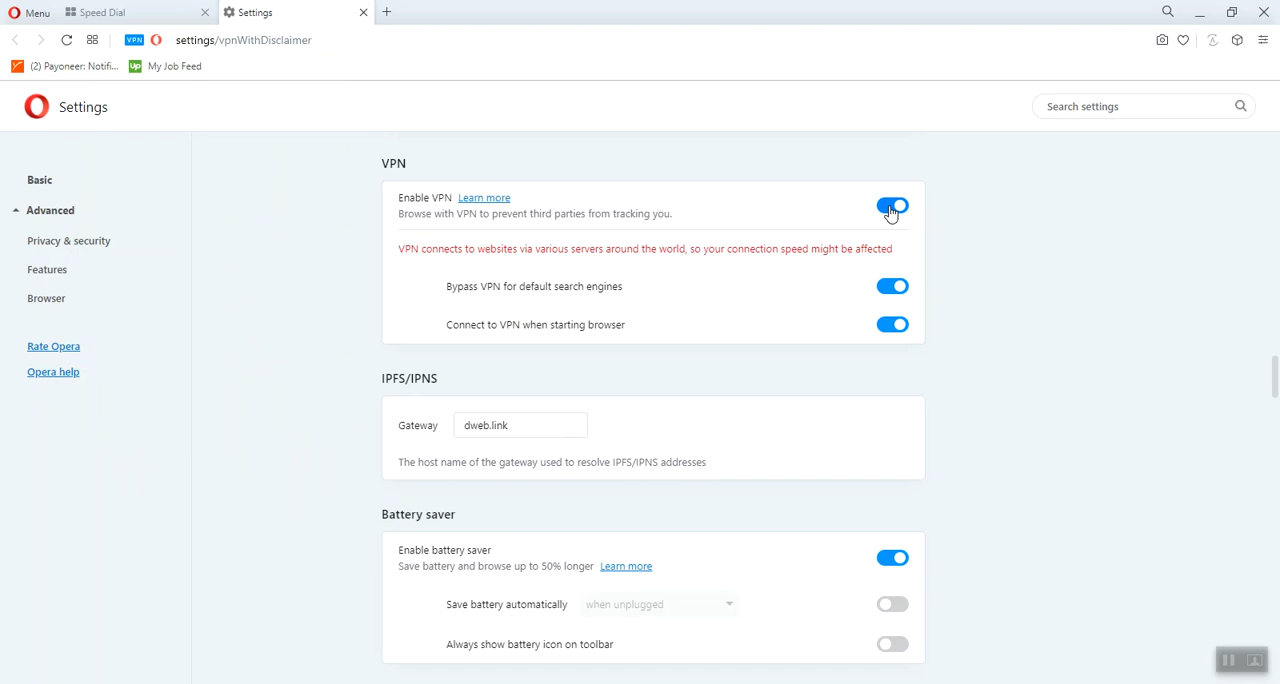 Menu
Speed Dial
Settings
VPN
settings/vpnWithDisclaimer
(2) Payoneer: Notifi...
Up
My Job Feed
Settings
Search settings
Basic
Advanced
Privacy & security
Features
Browser
Rate Opera
Opera help
VPN
Enable VPN Learn more
Browse with VPN to prevent third parties from tracking you.
VPN connects to websites via various servers around the world, so your connection speed might be affected
Bypass VPN for default search engines
Connect to VPN when starting browser
IPFS/IPNS
Gateway dweb.link
The host name of the gateway used to resolve IPFS/IPNS addresses
Battery saver
Enable battery saver
Save battery and browse up to 50% longer Learn more
Save battery automatically when unplugged
Always show battery icon on toolbar